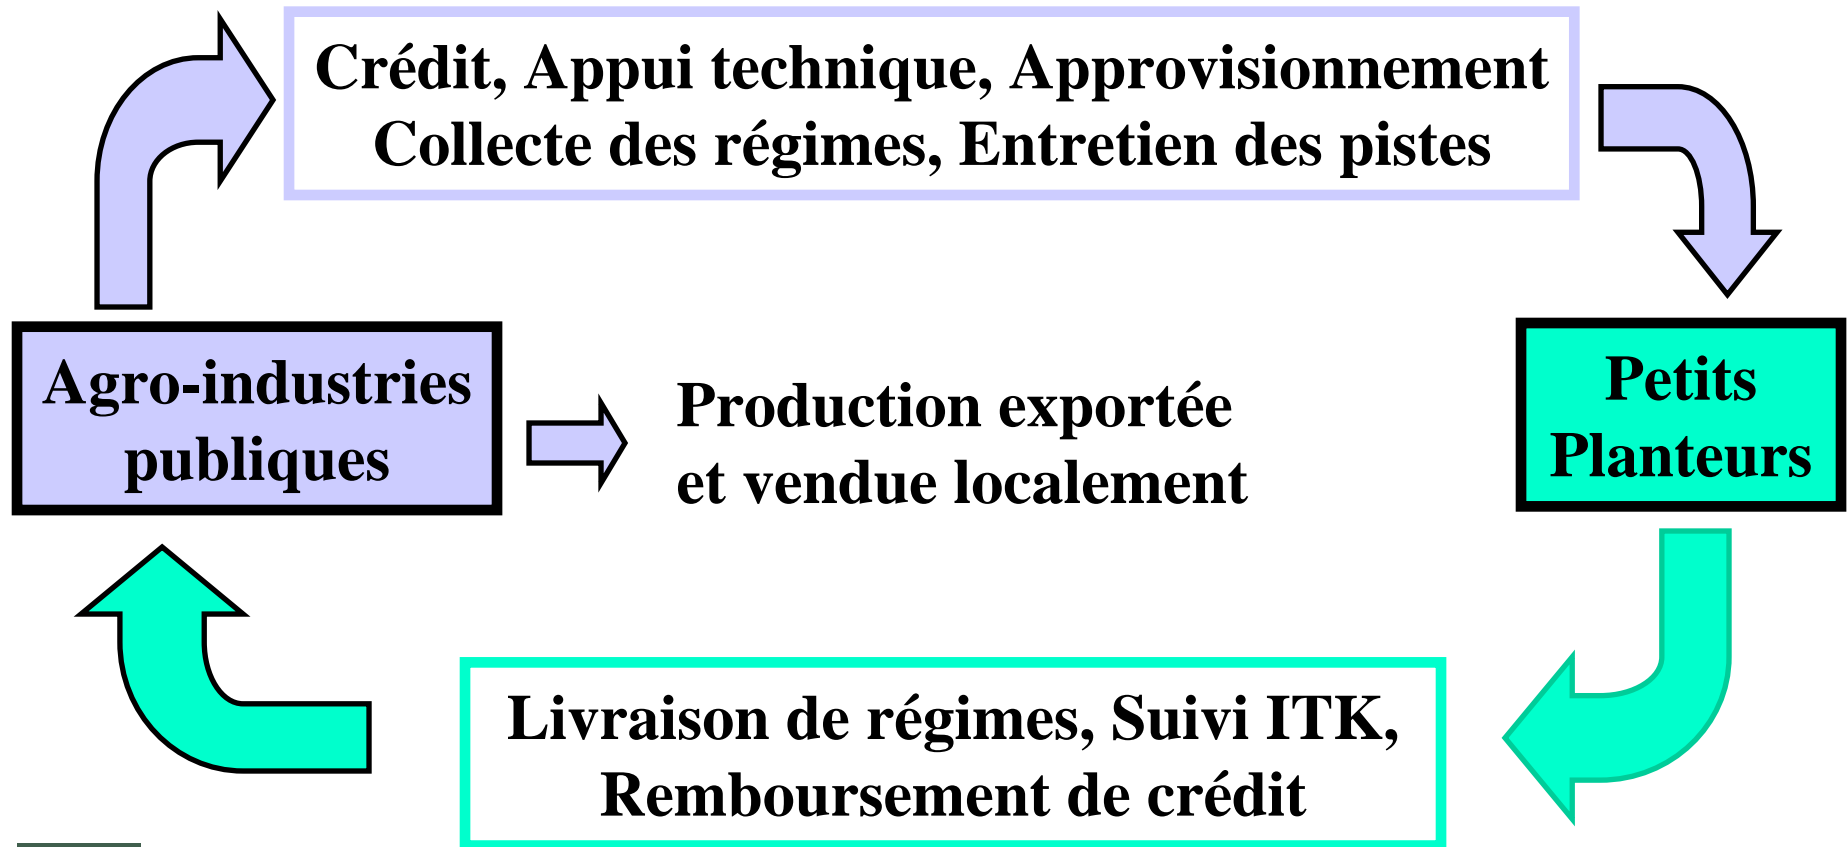 Crédit, Appui technique, Approvisionnement
Collecte des régimes, Entretien des pistes
Agro-industries
publiques
Production exportée
et vendue localement
Petits
Planteurs
Livraison de régimes, Suivi ITK,
Remboursement de crédit